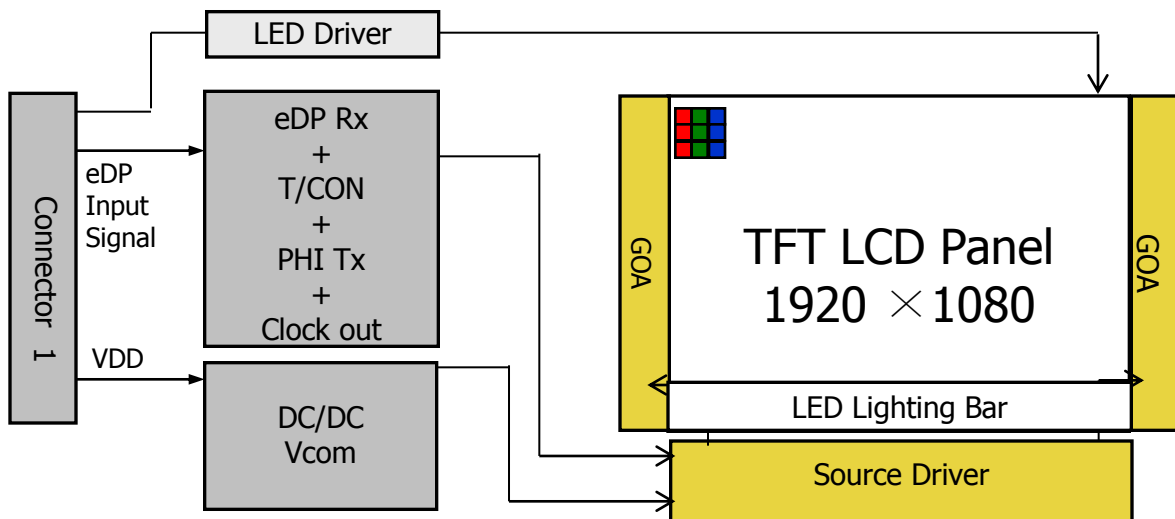 LED Driver
Connector 1
eDP
Input
Signal
VDD
eDP Rx
+
T/CON
+
PHI Tx
+
Clock out
DC/DC
Vcom
GOA
TFT LCD Panel
1920 ×1080
GOA
LED Lighting Bar
Source Driver